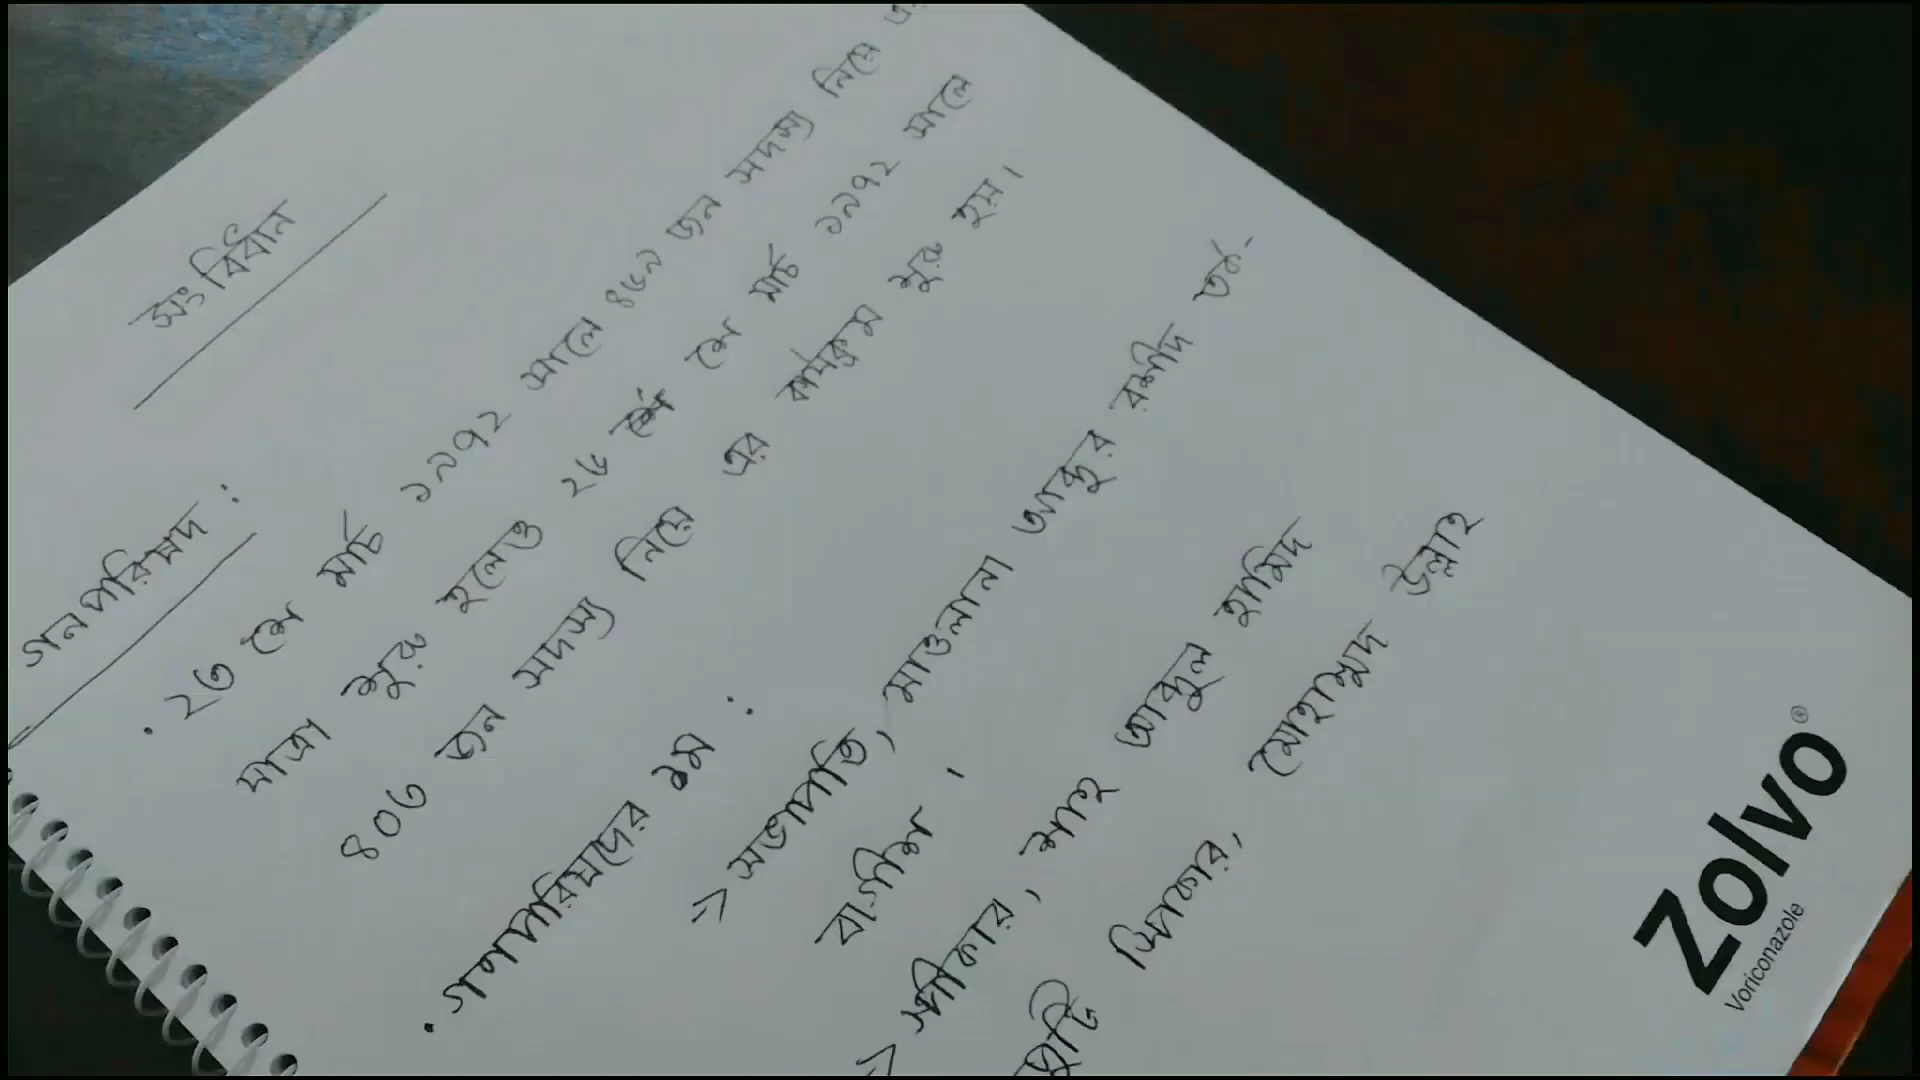 সংবিধান
গনপরিষদ :
• ২৩ শে মার্চ ১৯৭২ সালে ৪৬৯ জন সদস্য নিয়ে
যাত্রা শুরু হলেও ২৬ শে মার্চ ১৯৭২ সালে
৪০৩ জন সদস্য নিয়ে এর কার্যক্রম শুরু হয়।
• গণপরিষদের ১ম :
=> সভাপতি, মাওলানা আব্দুর রশীদ তর্ক-
বাগীশ।
=> স্পীকার, শাহ আব্দুল হামিদ
ডেপুটি স্পিকার, মোহাম্মদ উল্লাহ
Zolvo®
Voriconazole